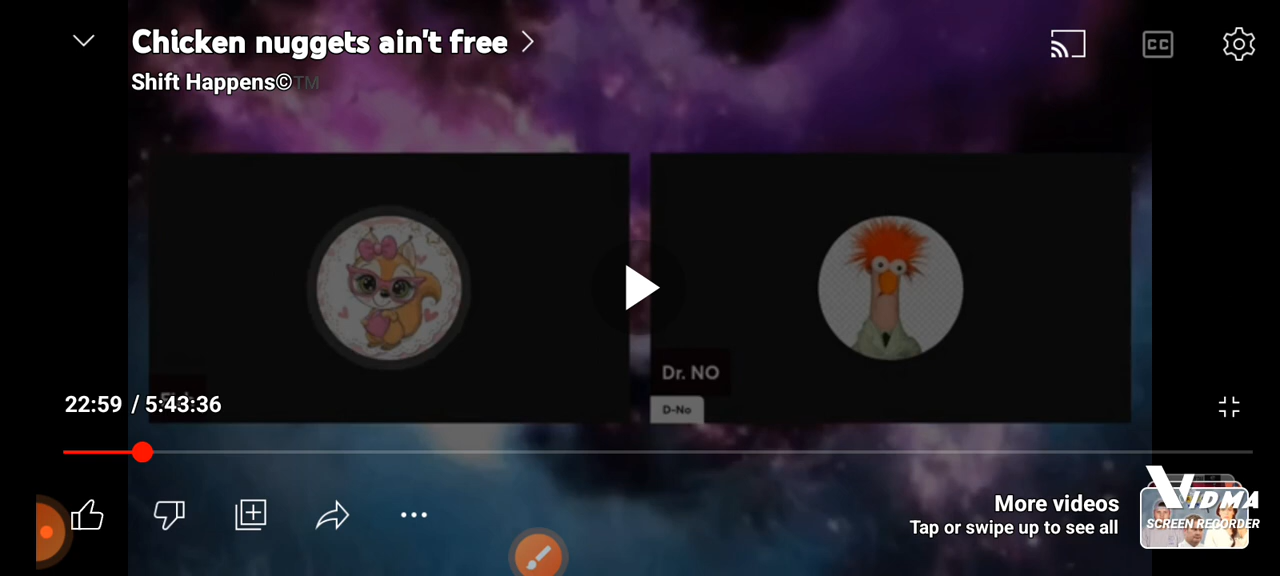 Chicken nuggets ain't free
Shift Happens©TM
CC
Dr. NO
D-No
22:59 / 5:43:36
More videos
Tap or swipe up to see all
VIDMA
SCREEN RECORDER